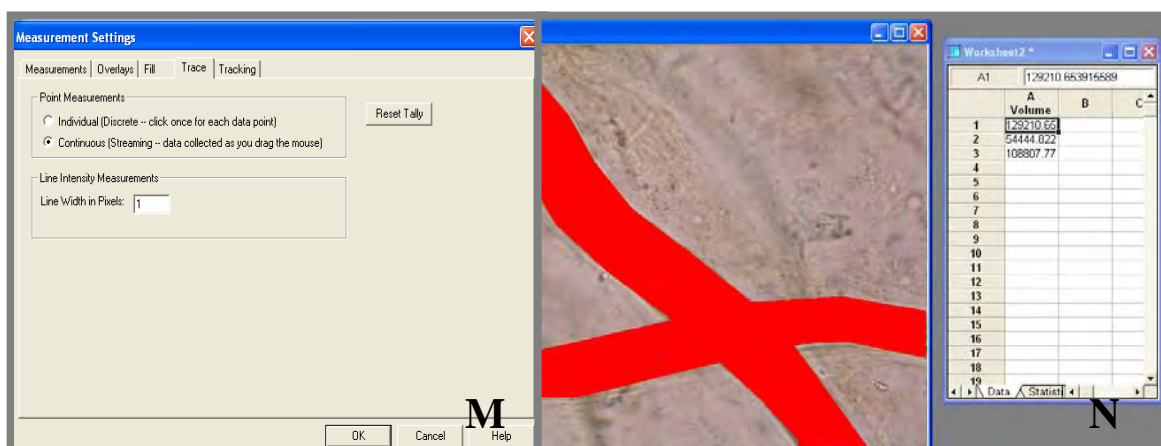 Measurement Settings
Measurements Overlays Fill Trace Tracking
Point Measurements
Individual (Discrete -- click once for each data point)
Continuous (Streaming -- data collected as you drag the mouse)
Reset Tally
Line Intensity Measurements
Line Width in Pixels: 1
OK Cancel Help
M
Worksheet2 *
A1 129210.653915589
A B C
Volume
1 129210.65
2 54444.822
3 108807.77
4
5
6
7
8
9
10
11
12
13
14
15
16
17
18
19
Data Statisti
N